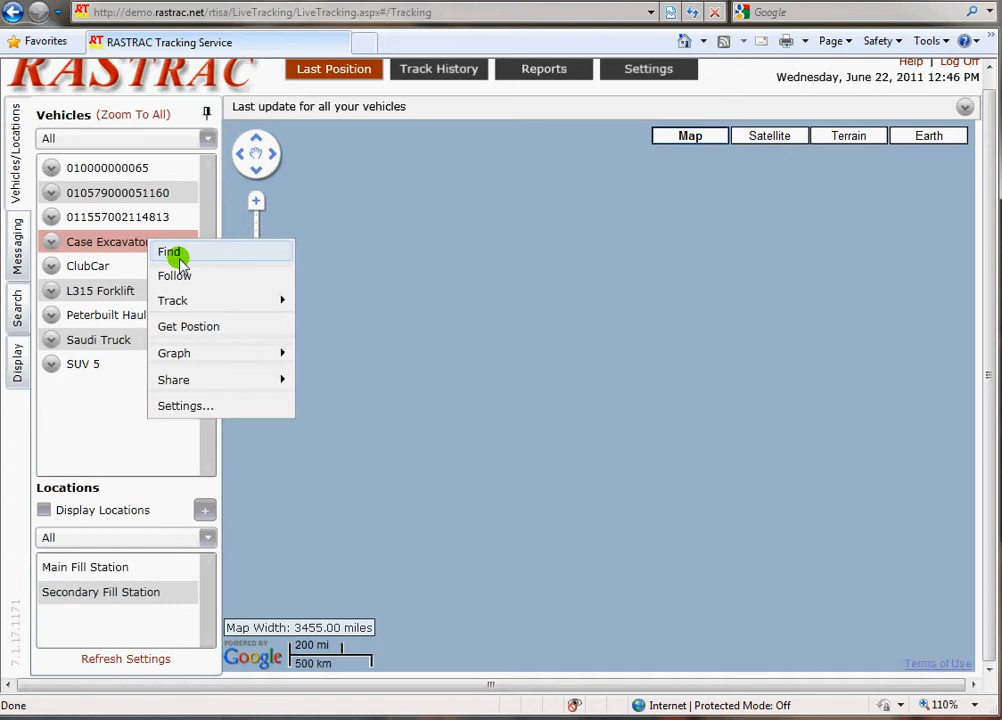 http://demo.rastrac.net/rtisa/LiveTracking/LiveTracking.aspx#/Tracking
Google
Favorites
RT RASTRAC Tracking Service
Page
Safety
Tools
RASTRAC
Last Position
Track History
Reports
Settings
Help
Log Off
Wednesday, June 22, 2011 12:46 PM
Vehicles/Locations
Messaging
Search
Display
7.1.17.1171
Vehicles (Zoom To All)
All
010000000065
010579000051160
011557002114813
Case Excavator
ClubCar
L315 Forklift
Peterbuilt Haul
Saudi Truck
SUV 5
Find
Follow
Track
Get Postion
Graph
Share
Settings...
Locations
Display Locations
+
All
Main Fill Station
Secondary Fill Station
Refresh Settings
Last update for all your vehicles
Map
Satellite
Terrain
Earth
+
Map Width: 3455.00 miles
POWERED BY
Google
200 mi
500 km
Terms of Use
Done
Internet | Protected Mode: Off
110%